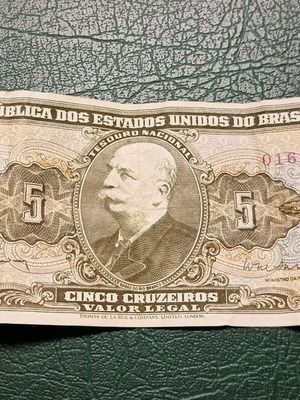 PÚBLICA DOS ESTADOS UNIDOS DO BRAS
TESOURO NACIONAL
016
5 5
CINCO CRUZEIROS
VALOR LEGAL
THOMAS DE LA RUE & COMPANY, LIMITED, LONDON.